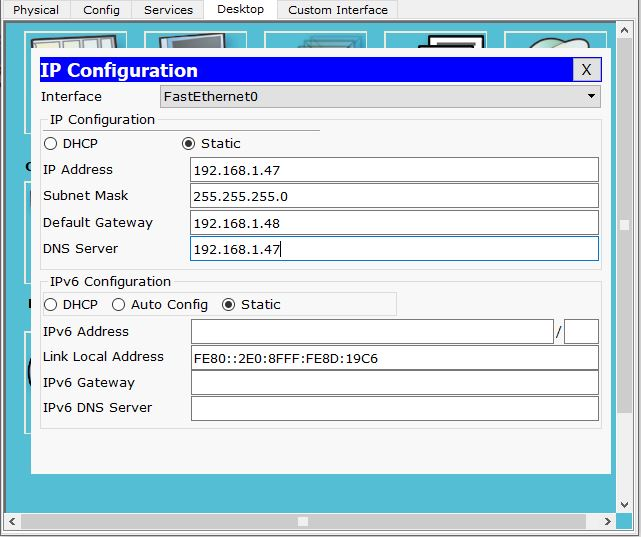 Physical Config Services Desktop Custom Interface
IP Configuration X
Interface FastEthernet0
IP Configuration
DHCP Static
IP Address 192.168.1.47
Subnet Mask 255.255.255.0
Default Gateway 192.168.1.48
DNS Server 192.168.1.47
IPv6 Configuration
DHCP Auto Config Static
IPv6 Address /
Link Local Address FE80::2E0:8FFF:FE8D:19C6
IPv6 Gateway
IPv6 DNS Server